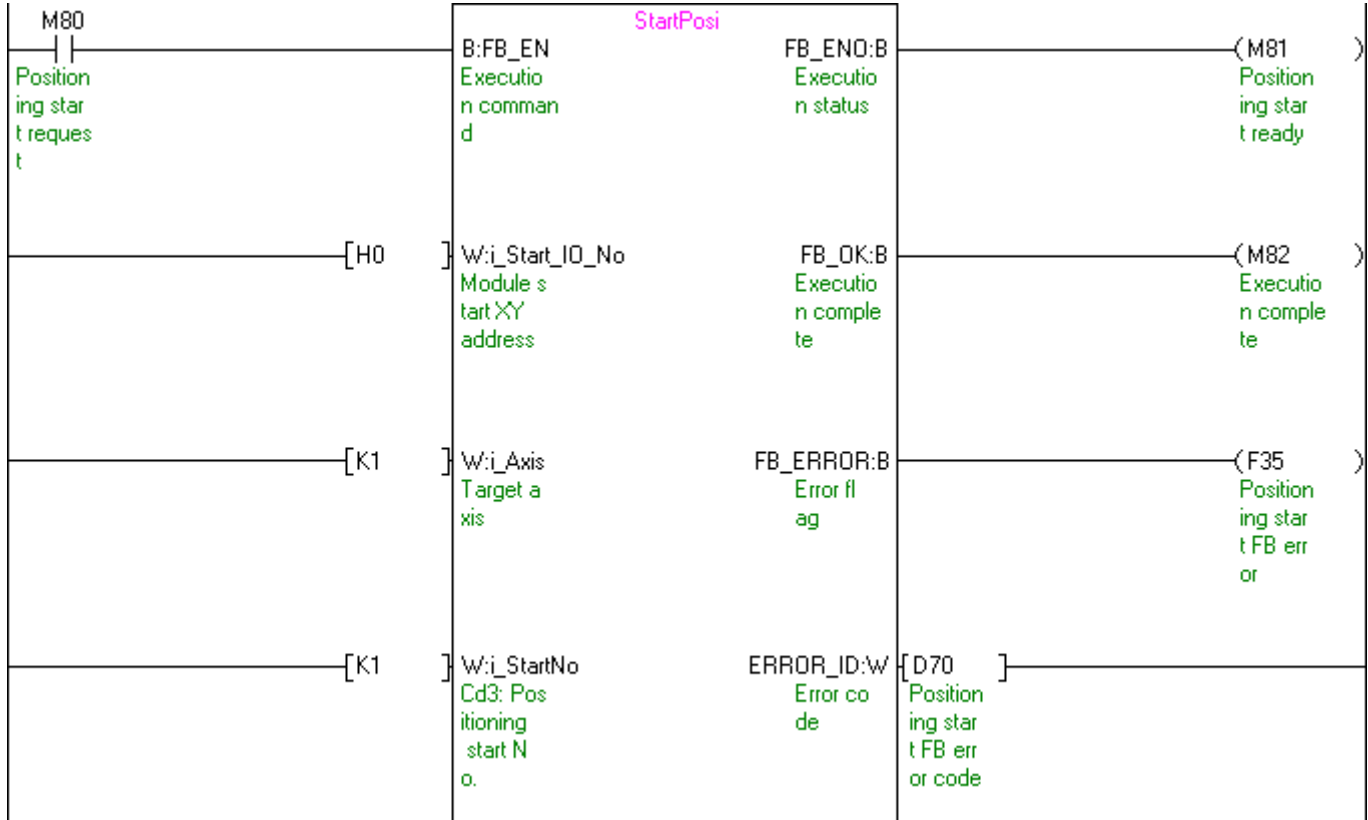 M80
StartPosi
B:FB_EN
FB_ENO:B
(M81 )
Position
ing star
t reques
t
Executio
n comman
d
Executio
n status
Position
ing star
t ready
[H0 ]
W:i_Start_IO_No
FB_OK:B
(M82 )
Module s
tart XY
address
Executio
n comple
te
Executio
n comple
te
[K1 ]
W:i_Axis
FB_ERROR:B
(F35 )
Target a
xis
Error fl
ag
Position
ing star
t FB err
or
[K1 ]
W:i_StartNo
ERROR_ID:W
[D70 ]
Cd3: Pos
itioning
start N
o.
Error co
de
Position
ing star
t FB err
or code